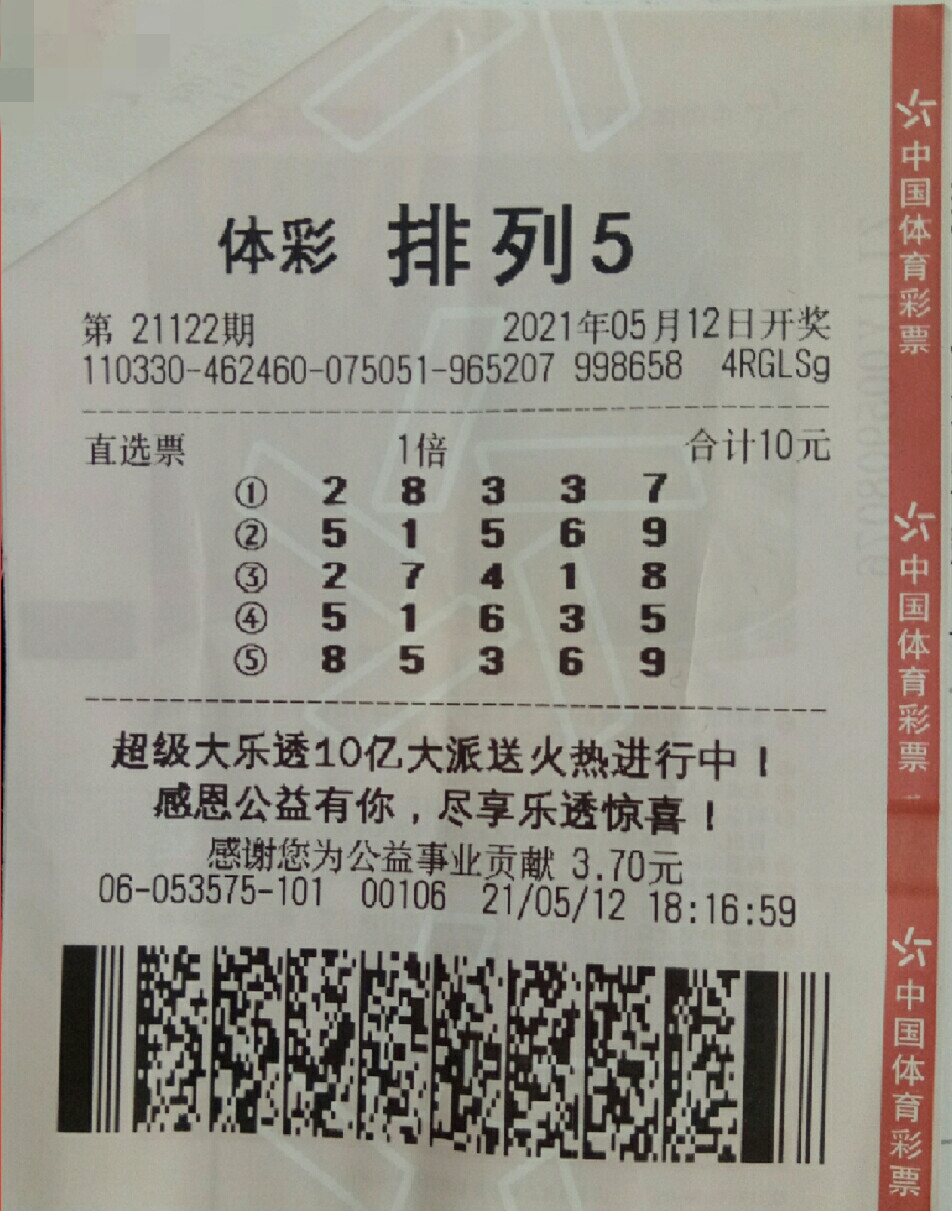 体彩 排列5
第 21122期 2021年05月12日开奖
110330-462460-075051-965207 998658 4RGLSg
直选票 1倍 合计10元
① 2 8 3 3 7
② 5 1 5 6 9
③ 2 7 4 1 8
④ 5 1 6 3 5
⑤ 8 5 3 6 9
超级大乐透10亿大派送火热进行中！
感恩公益有你，尽享乐透惊喜！
感谢您为公益事业贡献 3.70元
06-053575-101 00106 21/05/12 18:16:59
中国体育彩票
中国体育彩票
中国体育彩票